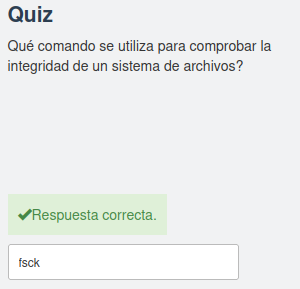 Quiz
Qué comando se utiliza para comprobar la
integridad de un sistema de archivos?
Respuesta correcta.
fsck